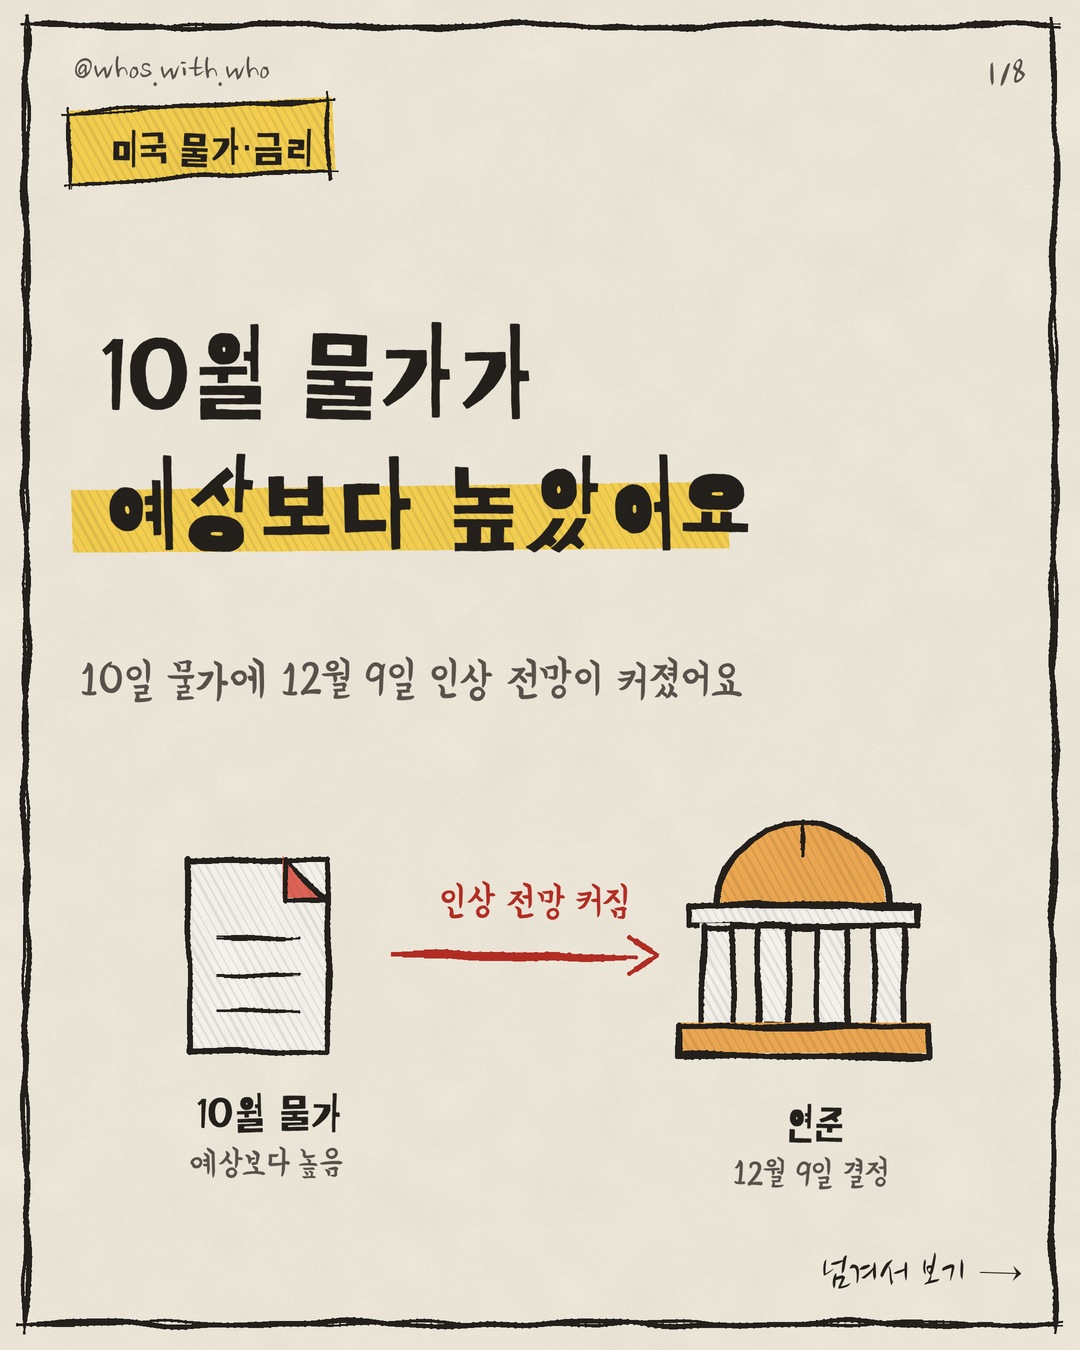 @whos.with.who
1/8
미국 물가·금리
10월 물가가
예상보다 높았어요
10일 물가에 12월 9일 인상 전망이 커졌어요
인상 전망 커짐
10월 물가
예상보다 높음
연준
12월 9일 결정
넘겨서 보기 →